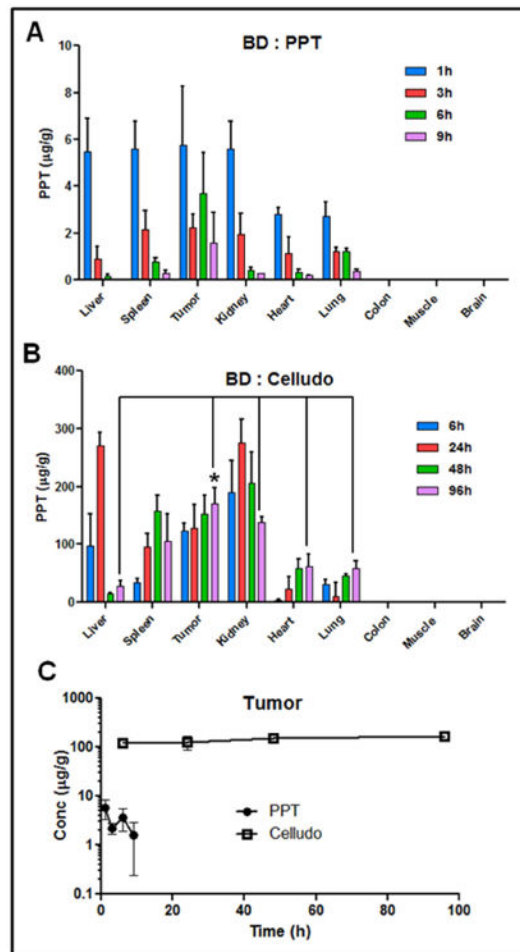 A
BD : PPT
10
8
6
4
2
0
PPT (µg/g)
1h
3h
6h
9h
Liver
Spleen
Tumor
Kidney
Heart
Lung
Colon
Muscle
Brain
B
BD : Celludo
400
300
200
100
0
PPT (µg/g)
6h
24h
48h
96h
*
Liver
Spleen
Tumor
Kidney
Heart
Lung
Colon
Muscle
Brain
C
Tumor
1000
100
10
1
0.1
Conc (µg/g)
PPT
Celludo
0 20 40 60 80 100
Time (h)